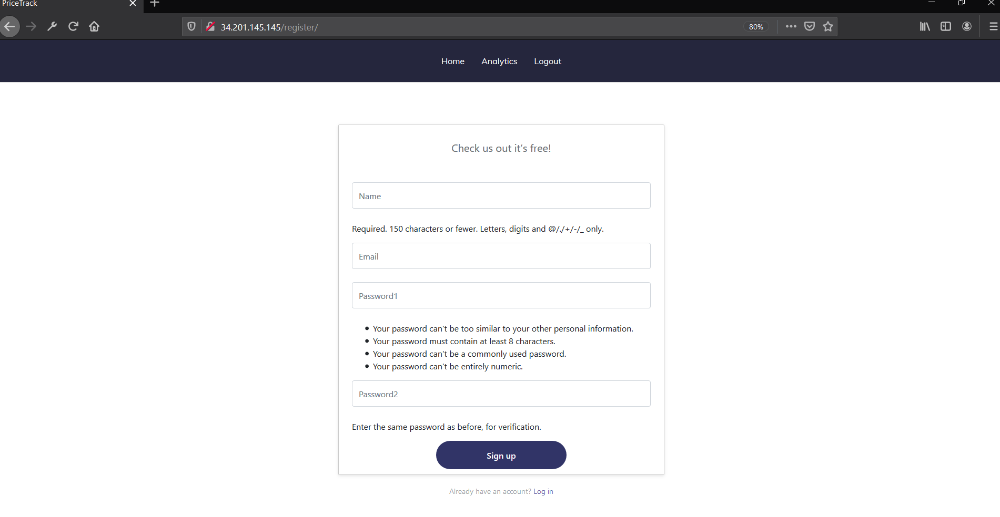 PriceTrack
34.201.145.145/register/
80%
Home Analytics Logout
Check us out it’s free!
Name
Required. 150 characters or fewer. Letters, digits and @/./+/-/_ only.
Email
Password1
Your password can't be too similar to your other personal information.
Your password must contain at least 8 characters.
Your password can't be a commonly used password.
Your password can't be entirely numeric.
Password2
Enter the same password as before, for verification.
Sign up
Already have an account? Log in